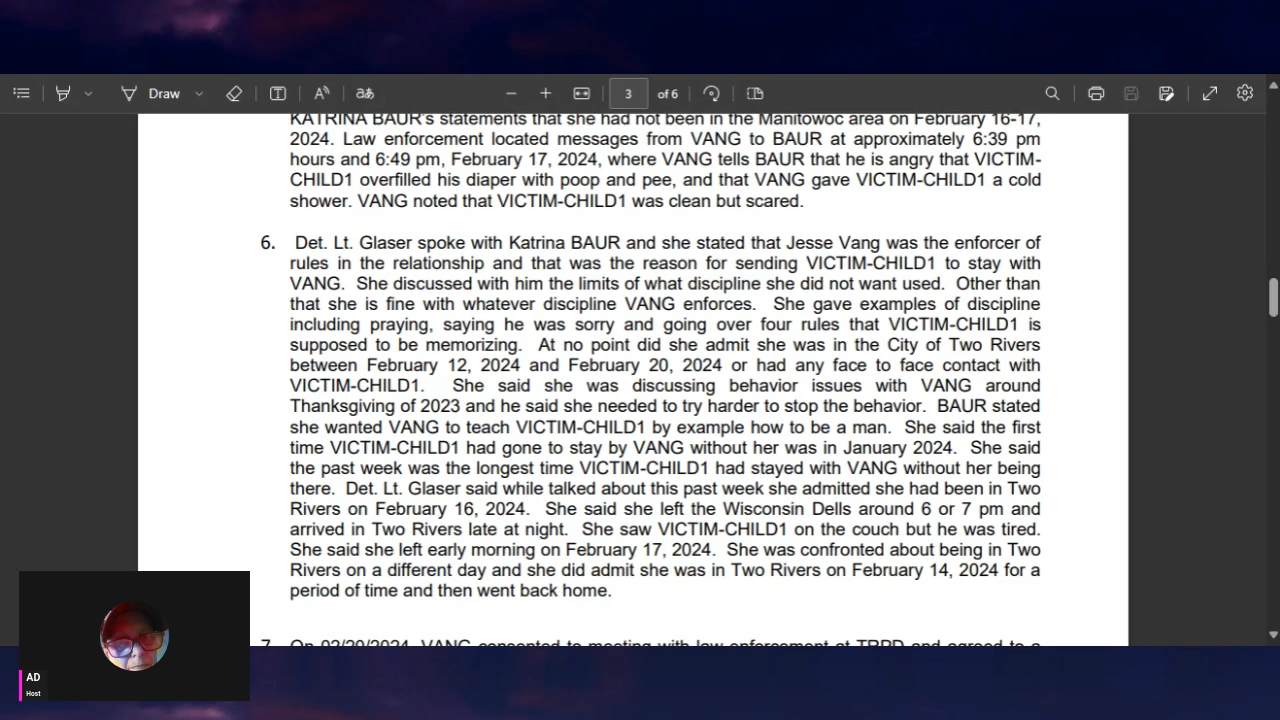 Draw
3
of 6
KATRINA BAUR's statements that she had not been in the Manitowoc area on February 16-17,
2024. Law enforcement located messages from VANG to BAUR at approximately 6:39 pm
hours and 6:49 pm, February 17, 2024, where VANG tells BAUR that he is angry that VICTIM-
CHILD1 overfilled his diaper with poop and pee, and that VANG gave VICTIM-CHILD1 a cold
shower. VANG noted that VICTIM-CHILD1 was clean but scared.
6. Det. Lt. Glaser spoke with Katrina BAUR and she stated that Jesse Vang was the enforcer of
rules in the relationship and that was the reason for sending VICTIM-CHILD1 to stay with
VANG. She discussed with him the limits of what discipline she did not want used. Other than
that she is fine with whatever discipline VANG enforces. She gave examples of discipline
including praying, saying he was sorry and going over four rules that VICTIM-CHILD1 is
supposed to be memorizing. At no point did she admit she was in the City of Two Rivers
between February 12, 2024 and February 20, 2024 or had any face to face contact with
VICTIM-CHILD1. She said she was discussing behavior issues with VANG around
Thanksgiving of 2023 and he said she needed to try harder to stop the behavior. BAUR stated
she wanted VANG to teach VICTIM-CHILD1 by example how to be a man. She said the first
time VICTIM-CHILD1 had gone to stay by VANG without her was in January 2024. She said
the past week was the longest time VICTIM-CHILD1 had stayed with VANG without her being
there. Det. Lt. Glaser said while talked about this past week she admitted she had been in Two
Rivers on February 16, 2024. She said she left the Wisconsin Dells around 6 or 7 pm and
arrived in Two Rivers late at night. She saw VICTIM-CHILD1 on the couch but he was tired.
She said she left early morning on February 17, 2024. She was confronted about being in Two
Rivers on a different day and she did admit she was in Two Rivers on February 14, 2024 for a
period of time and then went back home.
7. On 02/20/2024, VANG consented to meeting with law enforcement at TRPD and agreed to a
AD
Host